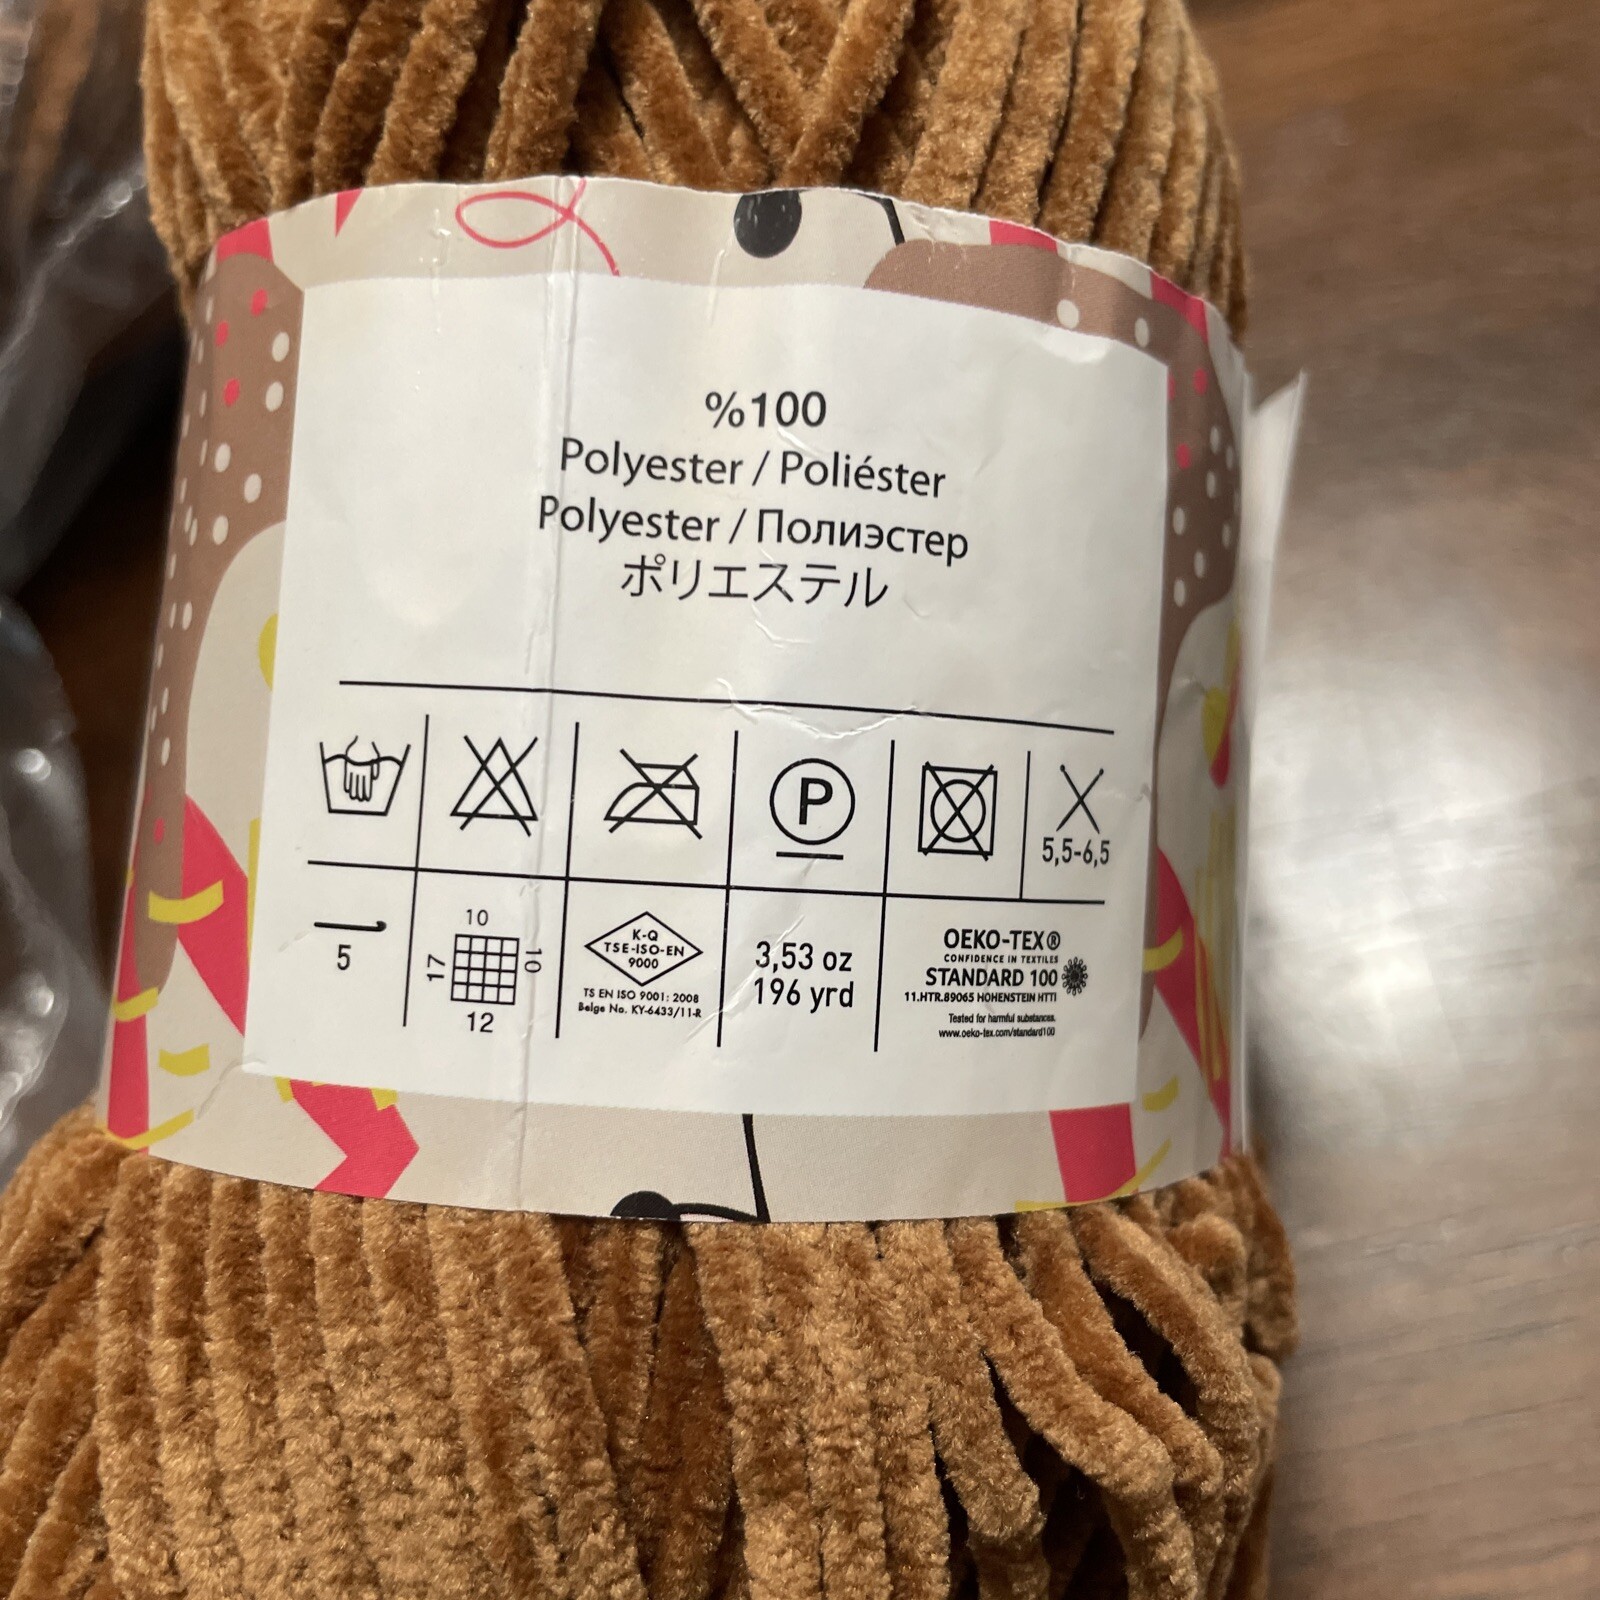 %100
Polyester / Poliéster
Polyester / Полиэстер
ポリエステル
P
5,5-6,5
5
10
17
10
12
K-Q
TSE-ISO-EN
9000
TS EN ISO 9001: 2008
Belge No. KY-6433/11-R
3,53 oz
196 yrd
OEKO-TEX®
CONFIDENCE IN TEXTILES
STANDARD 100
11.HTR.89065 HOHENSTEIN HTTI
Tested for harmful substances.
www.oeko-tex.com/standard100